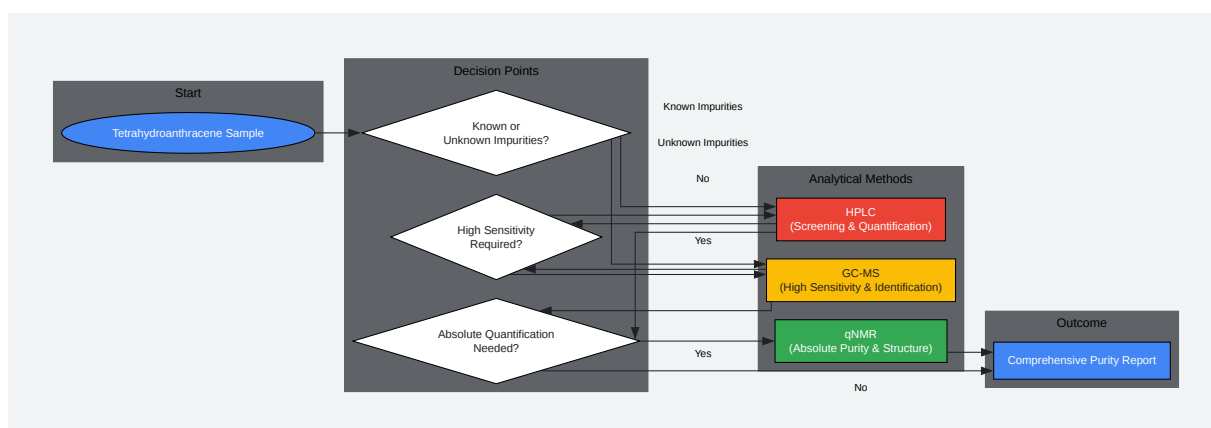 Start
Tetrahydroanthracene Sample
Decision Points
Known or
Unknown Impurities?
High Sensitivity
Required?
Absolute Quantification
Needed?
Known Impurities
Unknown Impurities
No
Yes
Yes
No
Analytical Methods
HPLC
(Screening & Quantification)
GC-MS
(High Sensitivity & Identification)
qNMR
(Absolute Purity & Structure)
Outcome
Comprehensive Purity Report